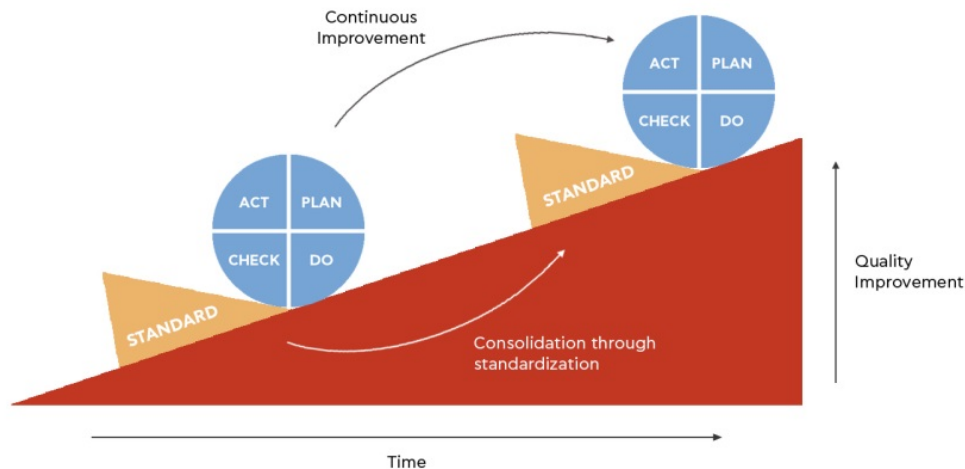 Continuous
Improvement
ACT
PLAN
CHECK
DO
STANDARD
ACT
PLAN
CHECK
DO
STANDARD
Quality
Improvement
Consolidation through
standardization
Time